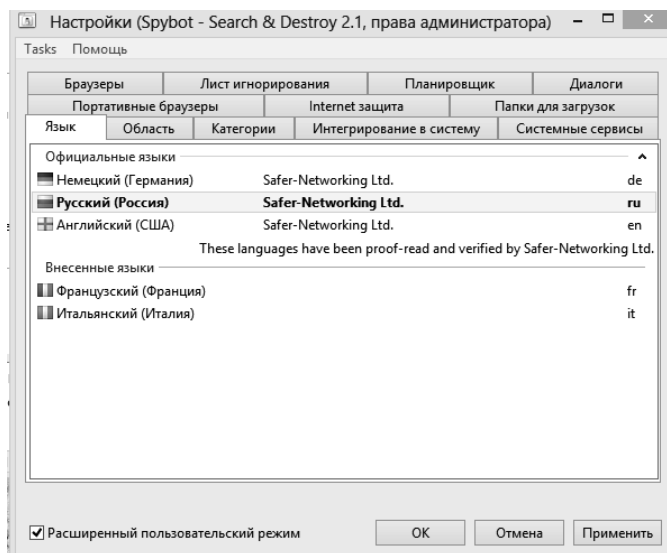 Настройки (Spybot - Search & Destroy 2.1, права администратора)
Tasks Помощь
Браузеры Лист игнорирования Планировщик Диалоги
Портативные браузеры Internet защита Папки для загрузок
Язык Область Категории Интегрирование в систему Системные сервисы
Официальные языки
Немецкий (Германия) Safer-Networking Ltd. de
Русский (Россия) Safer-Networking Ltd. ru
Английский (США) Safer-Networking Ltd. en
These languages have been proof-read and verified by Safer-Networking Ltd.
Внесенные языки
Французский (Франция) fr
Итальянский (Италия) it
Расширенный пользовательский режим OK Отмена Применить